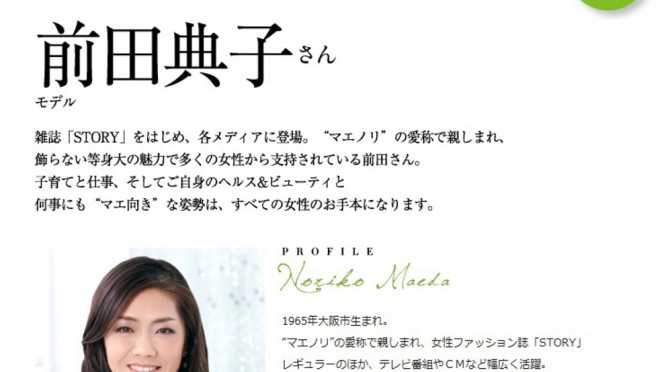 前田典子さん
モデル
雑誌「STORY」をはじめ、各メディアに登場。“マエノリ”の愛称で親しまれ、
飾らない等身大の魅力で多くの女性から支持されている前田さん。
子育てと仕事、そしてご自身のヘルス&ビューティと
何事にも“マエ向き”な姿勢は、すべての女性のお手本になります。
PROFILE
Noriko Maeda
1965年大阪市生まれ。
“マエノリ”の愛称で親しまれ、女性ファッション誌「STORY」
レギュラーのほか、テレビ番組やCMなど幅広く活躍。